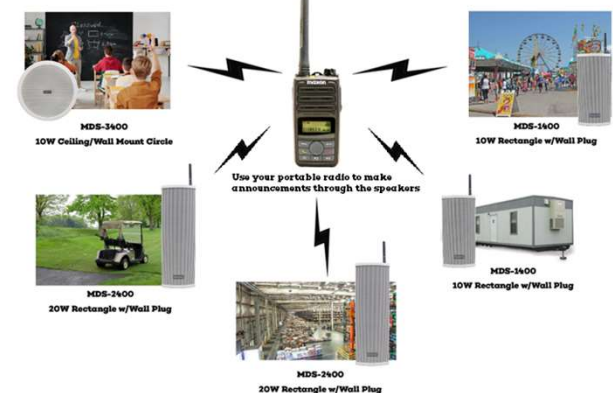 MDS-3400
10W Ceiling/Wall Mount Circle
MDS-1400
10W Rectangle w/Wall Plug
Use your portable radio to make
announcements through the speakers
MDS-2400
20W Rectangle w/Wall Plug
MDS-1400
10W Rectangle w/Wall Plug
MDS-2400
20W Rectangle w/Wall Plug